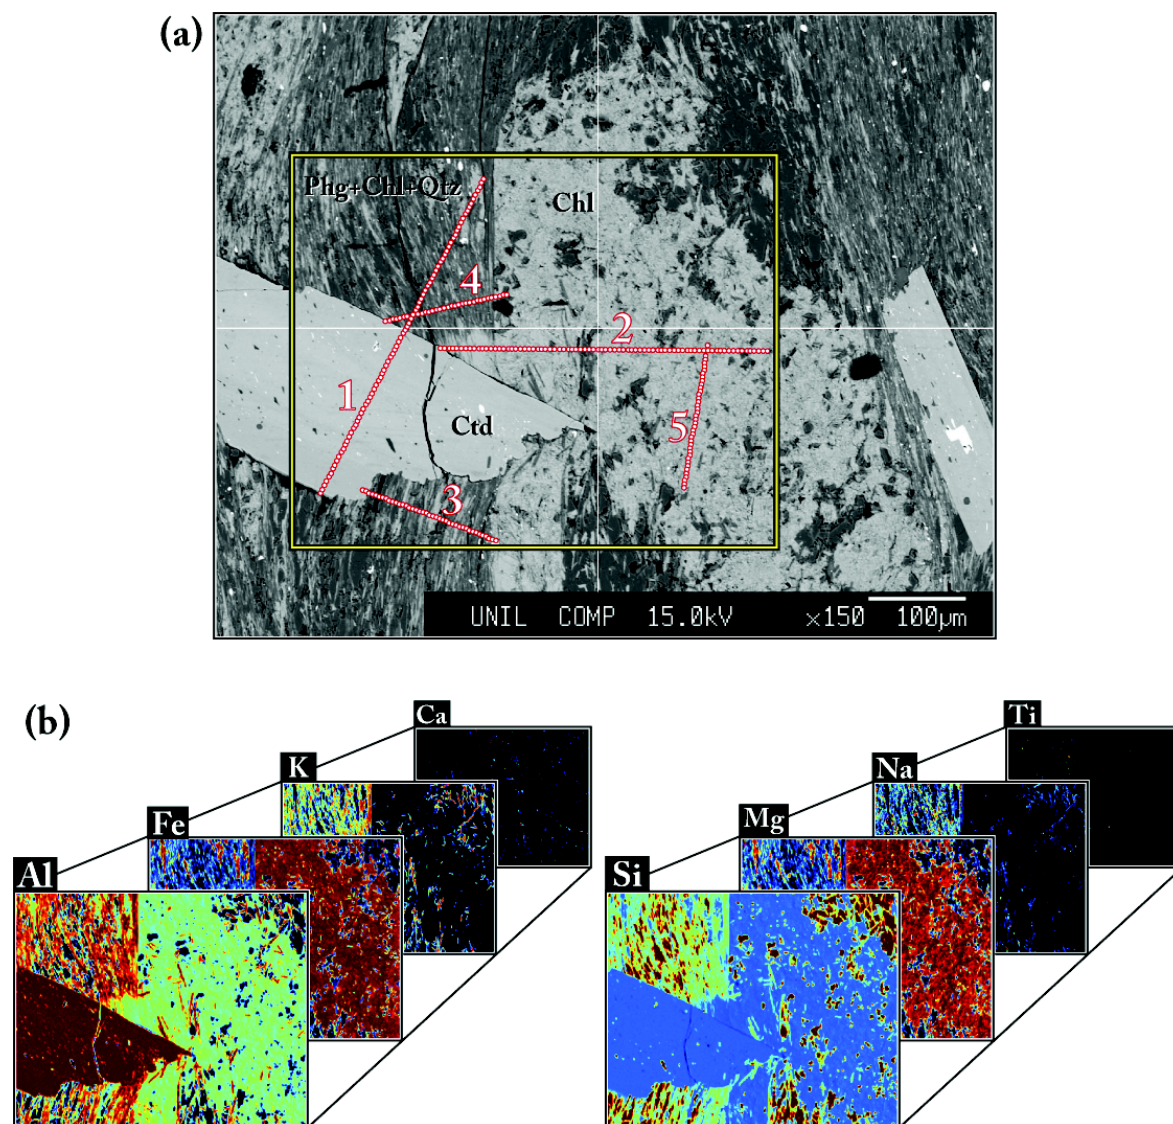 (a)
Phg+Chl+Qtz
Chl
4
2
1
5
Ctd
3
UNIL COMP 15.0kV ×150 100µm
(b)
Ca
Ti
K
Na
Fe
Mg
Al
Si